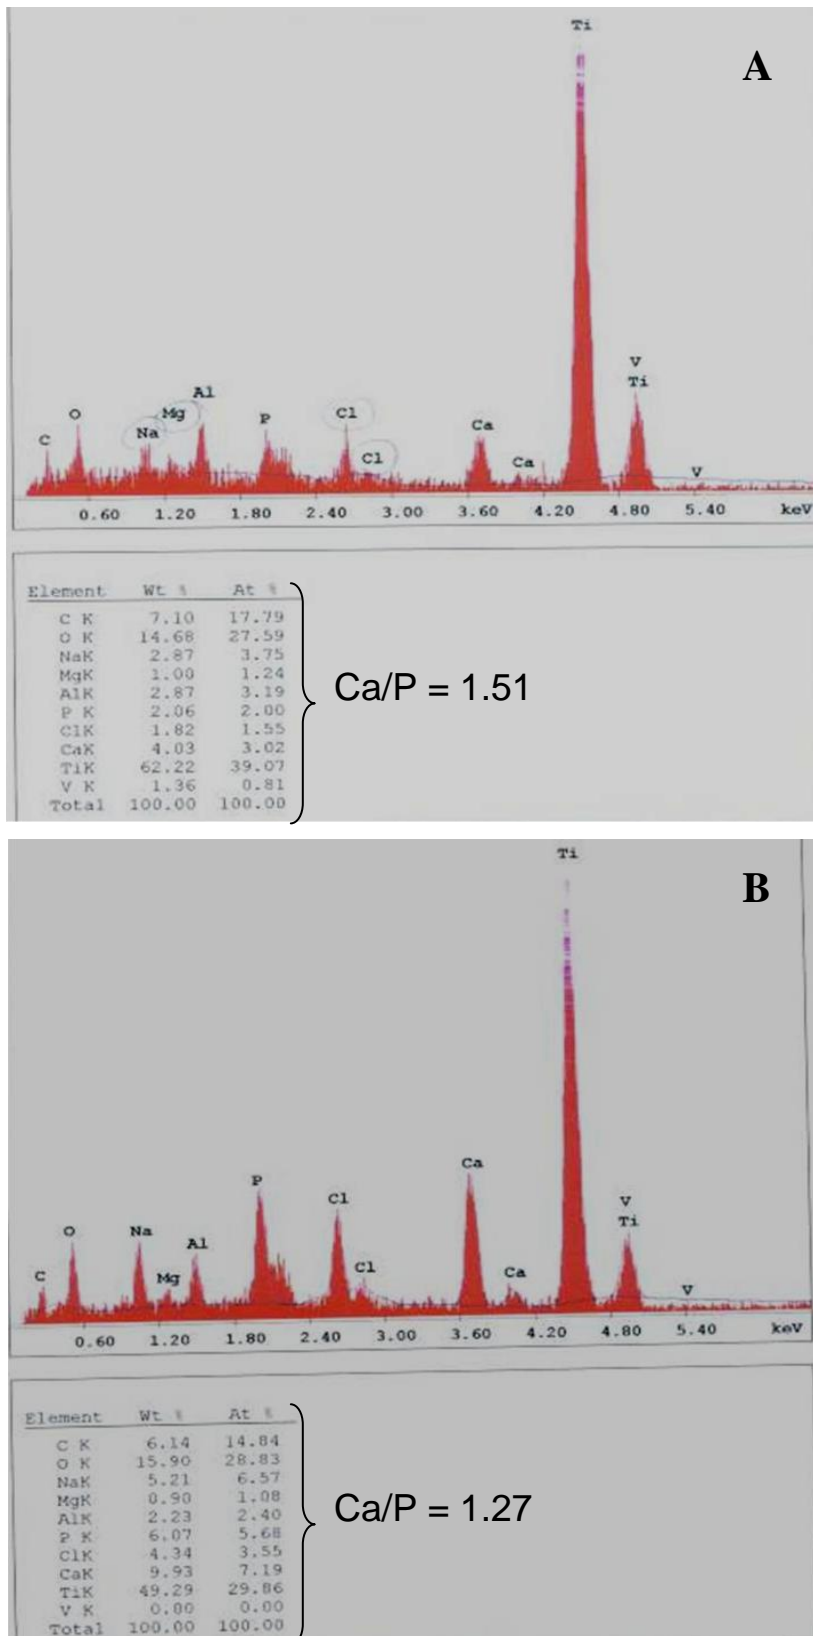 Ti
A
V
Ti
Al
Mg
O
Na
P
Cl
Ca
C
Cl
Ca
V
0.60 1.20 1.80 2.40 3.00 3.60 4.20 4.80 5.40 keV
Element Wt % At %
C K 7.10 17.79
O K 14.68 27.59
NaK 2.87 3.75
MgK 1.00 1.24
AlK 2.87 3.19
P K 2.06 2.00
ClK 1.82 1.55
CaK 4.03 3.02
TiK 62.22 39.07
V K 1.36 0.81
Total 100.00 100.00
Ca/P = 1.51
Ti
B
Ca
P
Cl
V
Ti
O
Na
Al
C
Mg
Cl
Ca
V
0.60 1.20 1.80 2.40 3.00 3.60 4.20 4.80 5.40 keV
Element Wt % At %
C K 6.14 14.84
O K 15.90 28.83
NaK 5.21 6.57
MgK 0.90 1.08
AlK 2.23 2.40
P K 6.07 5.68
ClK 4.34 3.55
CaK 9.93 7.19
TiK 49.29 29.86
V K 0.00 0.00
Total 100.00 100.00
Ca/P = 1.27